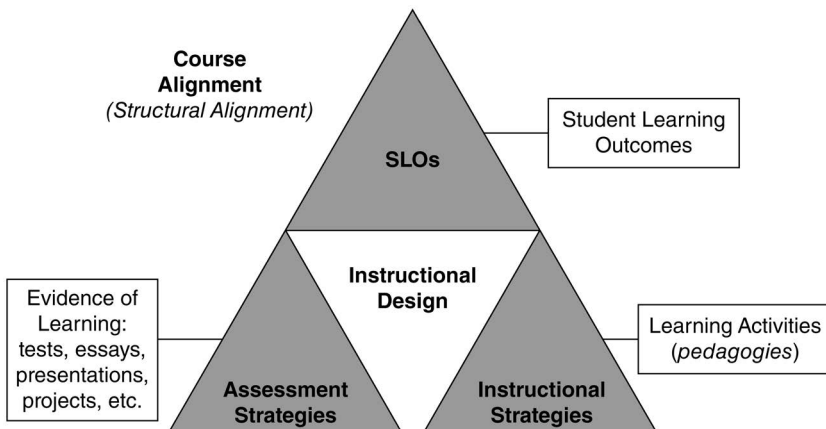 Course
Alignment
(Structural Alignment)
SLOs
Student Learning
Outcomes
Instructional
Design
Evidence of
Learning:
tests, essays,
presentations,
projects, etc.
Assessment
Strategies
Instructional
Strategies
Learning Activities
(pedagogies)